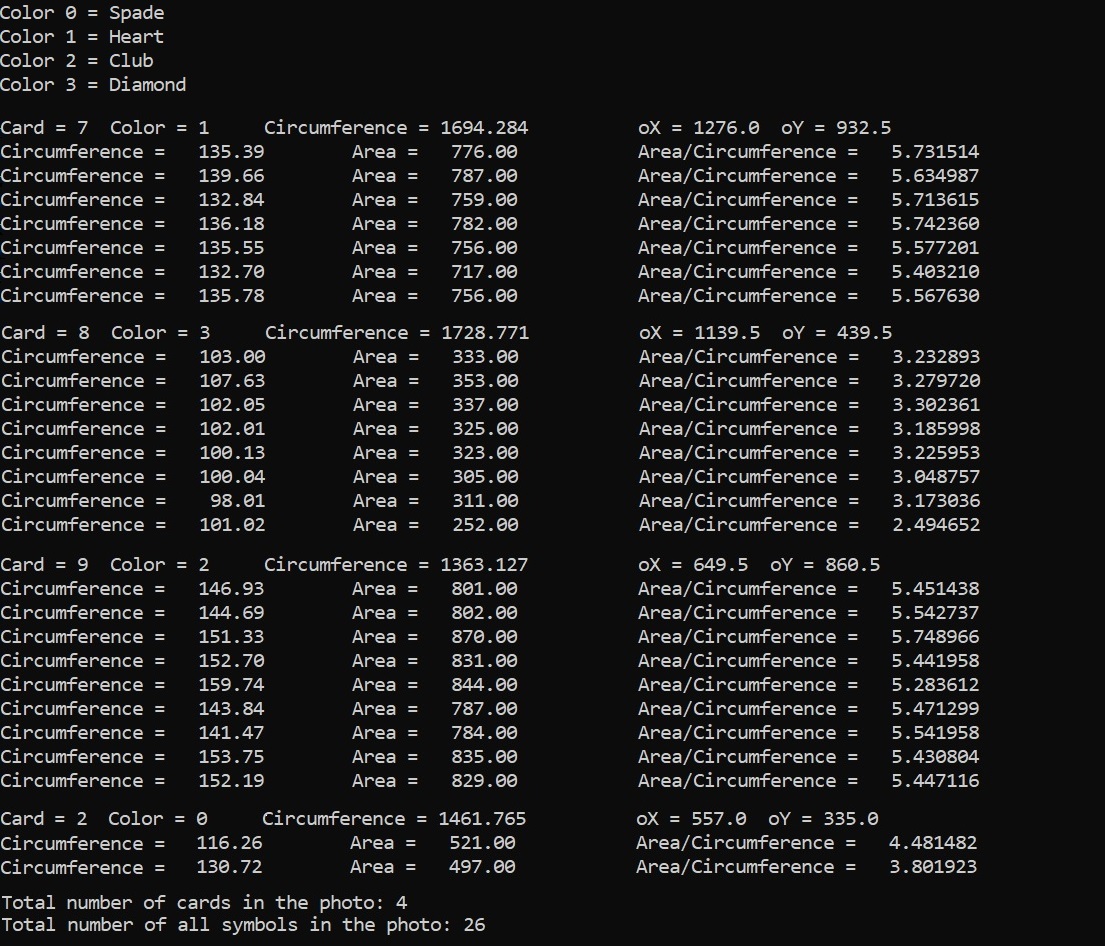 Color 0 = Spade
Color 1 = Heart
Color 2 = Club
Color 3 = Diamond
Card = 7  Color = 1  Circumference = 1694.284  oX = 1276.0  oY = 932.5
Circumference = 135.39  Area = 776.00  Area/Circumference = 5.731514
Circumference = 139.66  Area = 787.00  Area/Circumference = 5.634987
Circumference = 132.84  Area = 759.00  Area/Circumference = 5.713615
Circumference = 136.18  Area = 782.00  Area/Circumference = 5.742360
Circumference = 135.55  Area = 756.00  Area/Circumference = 5.577201
Circumference = 132.70  Area = 717.00  Area/Circumference = 5.403210
Circumference = 135.78  Area = 756.00  Area/Circumference = 5.567630
Card = 8  Color = 3  Circumference = 1728.771  oX = 1139.5  oY = 439.5
Circumference = 103.00  Area = 333.00  Area/Circumference = 3.232893
Circumference = 107.63  Area = 353.00  Area/Circumference = 3.279720
Circumference = 102.05  Area = 337.00  Area/Circumference = 3.302361
Circumference = 102.01  Area = 325.00  Area/Circumference = 3.185998
Circumference = 100.13  Area = 323.00  Area/Circumference = 3.225953
Circumference = 100.04  Area = 305.00  Area/Circumference = 3.048757
Circumference = 98.01  Area = 311.00  Area/Circumference = 3.173036
Circumference = 101.02  Area = 252.00  Area/Circumference = 2.494652
Card = 9  Color = 2  Circumference = 1363.127  oX = 649.5  oY = 860.5
Circumference = 146.93  Area = 801.00  Area/Circumference = 5.451438
Circumference = 144.69  Area = 802.00  Area/Circumference = 5.542737
Circumference = 151.33  Area = 870.00  Area/Circumference = 5.748966
Circumference = 152.70  Area = 831.00  Area/Circumference = 5.441958
Circumference = 159.74  Area = 844.00  Area/Circumference = 5.283612
Circumference = 143.84  Area = 787.00  Area/Circumference = 5.471299
Circumference = 141.47  Area = 784.00  Area/Circumference = 5.541958
Circumference = 153.75  Area = 835.00  Area/Circumference = 5.430804
Circumference = 152.19  Area = 829.00  Area/Circumference = 5.447116
Card = 2  Color = 0  Circumference = 1461.765  oX = 557.0  oY = 335.0
Circumference = 116.26  Area = 521.00  Area/Circumference = 4.481482
Circumference = 130.72  Area = 497.00  Area/Circumference = 3.801923
Total number of cards in the photo: 4
Total number of all symbols in the photo: 26